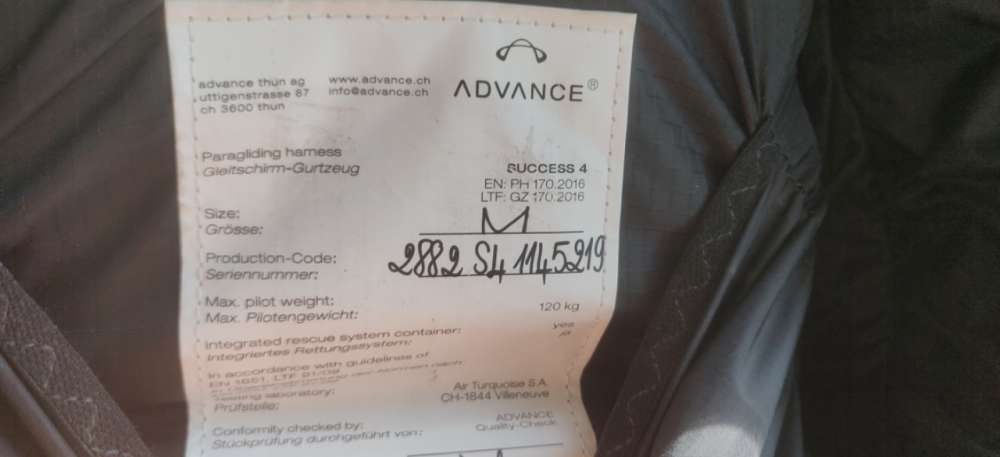 ADVANCE®
advance thun ag www.advance.ch
uttigenstrasse 87 info@advance.ch
ch 3600 thun
Paragliding harness
Gleitschirm-Gurtzeug
SUCCESS 4
EN: PH 170.2016
LTF: GZ 170.2016
Size: M
Grösse:
Production-Code: 2882 S4 1145219
Seriennummer:
Max. pilot weight: 120 kg
Max. Pilotengewicht:
Integrated rescue system container: yes
Integriertes Rettungssystem: ja
In accordance with guidelines of
EN 1651, LTF 91/09
der Normen nach:
Testing laboratory: Air Turquoise S.A.
Prüfstelle: CH-1844 Villeneuve
Conformity checked by: ADVANCE
Stückprüfung durchgeführt von: Quality-Check